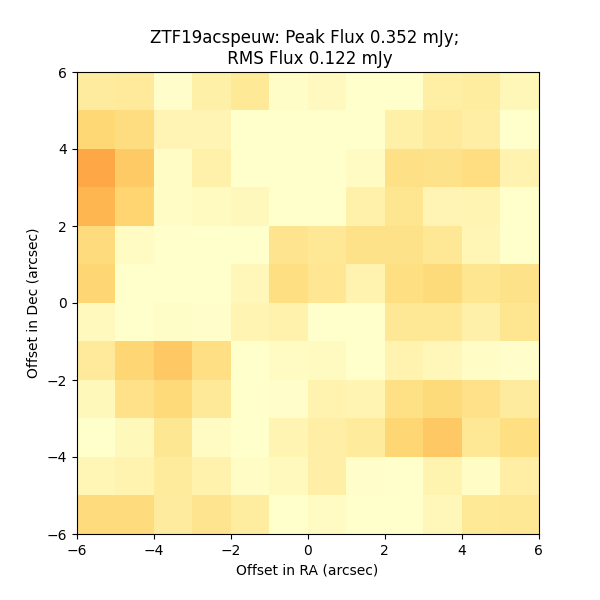 ZTF19acspeuw: Peak Flux 0.352 mJy;
RMS Flux 0.122 mJy
6
4
2
0
−2
−4
−6
Offset in Dec (arcsec)
−6 −4 −2 0 2 4 6
Offset in RA (arcsec)